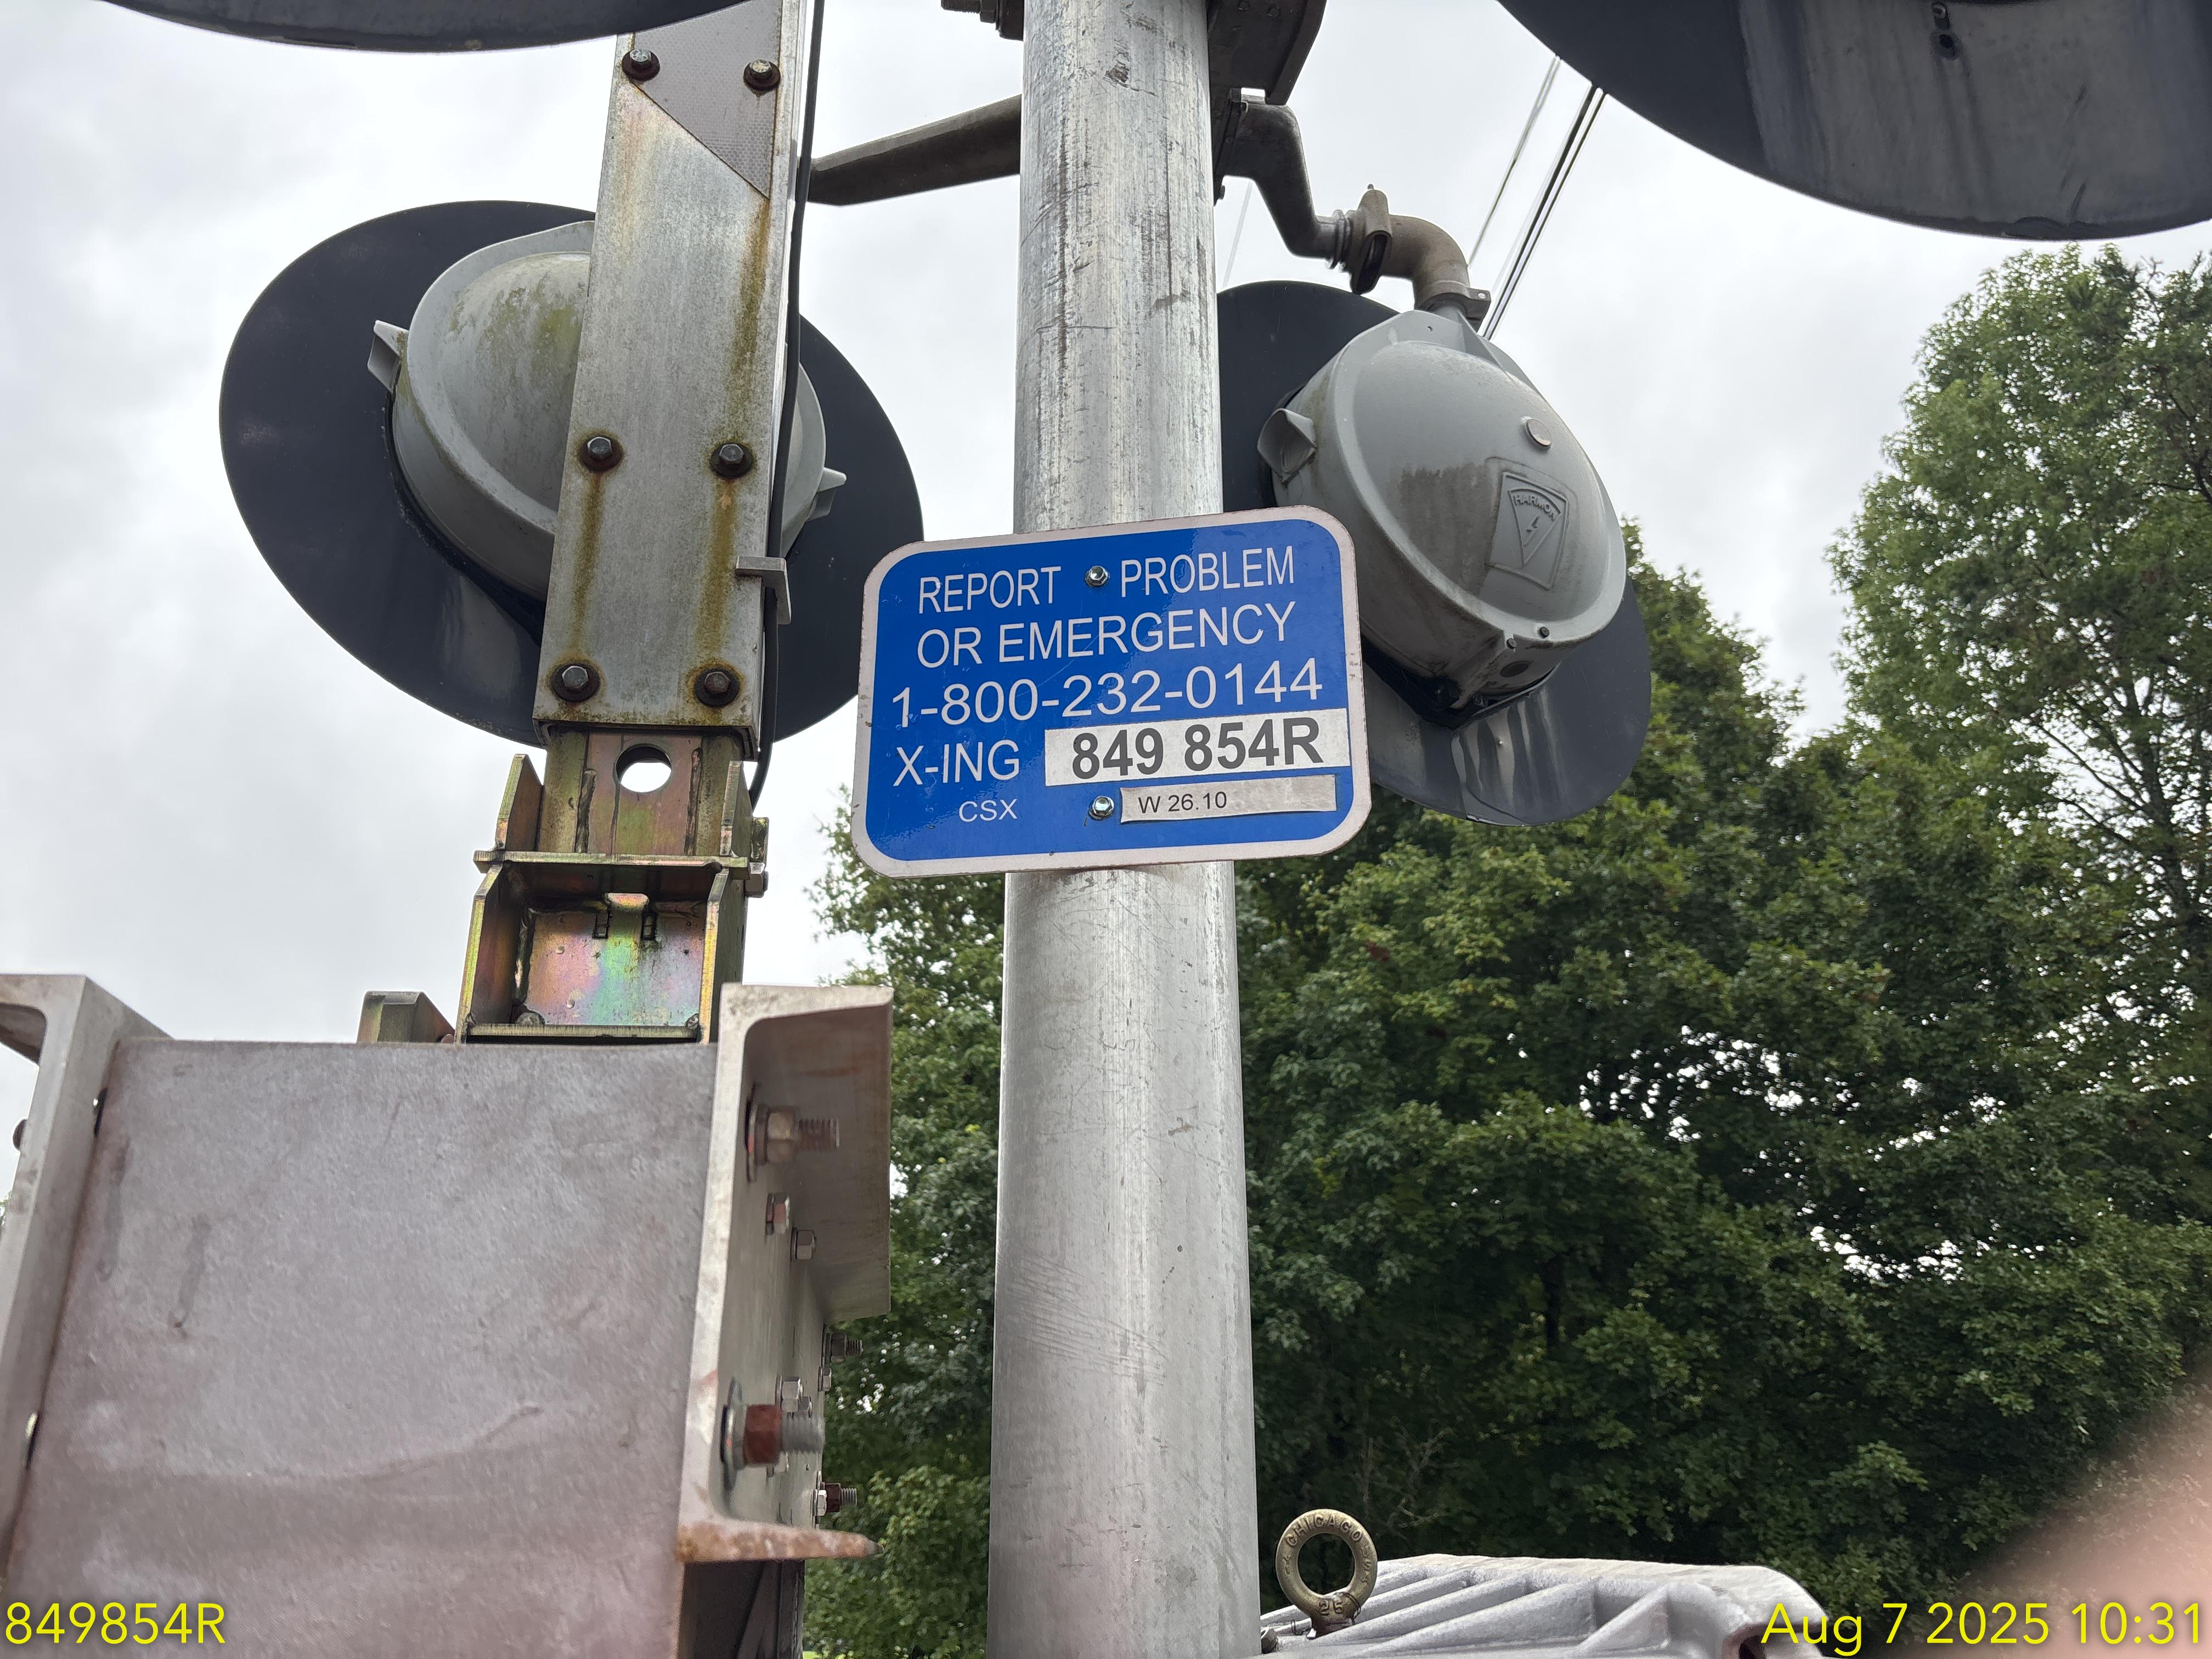 HARMON
REPORT PROBLEM
OR EMERGENCY
1-800-232-0144
X-ING 849 854R
CSX W 26.10
CHICAGO
25
849854R
Aug 7 2025 10:31